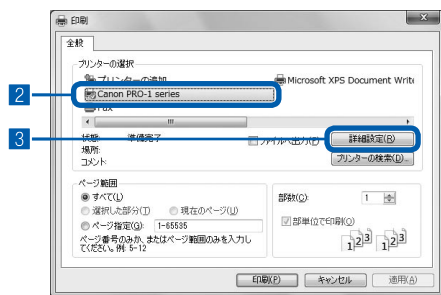 印刷
全般
プリンターの選択
プリンターの追加
Microsoft XPS Document Write
2
Canon PRO-1 series
Fax
3
状態: 準備完了
ファイルへ出力(F)
詳細設定(R)
場所:
コメント:
プリンターの検索(D)...
ページ範囲
すべて(L)
選択した部分(T)
現在のページ(U)
ページ指定(G): 1-65535
ページ番号のみか、またはページ範囲のみを入力し
てください。例: 5-12
部数(C): 1
部単位で印刷(O)
1 1 2 2 3 3
印刷(P)
キャンセル
適用(A)